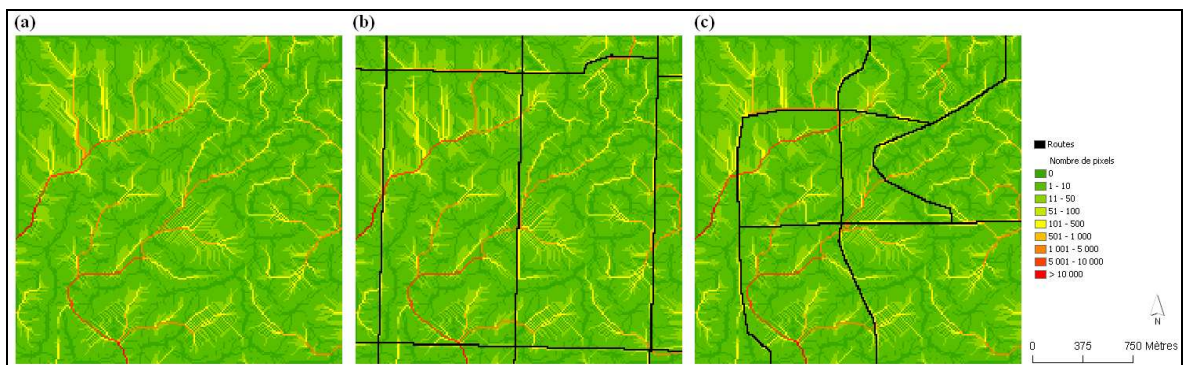 (a)
(b)
(c)
Routes
Nombre de pixels
0
1 - 10
11 - 50
51 - 100
101 - 500
501 - 1 000
1 001 - 5 000
5 001 - 10 000
> 10 000
N
0 375 750 Mètres